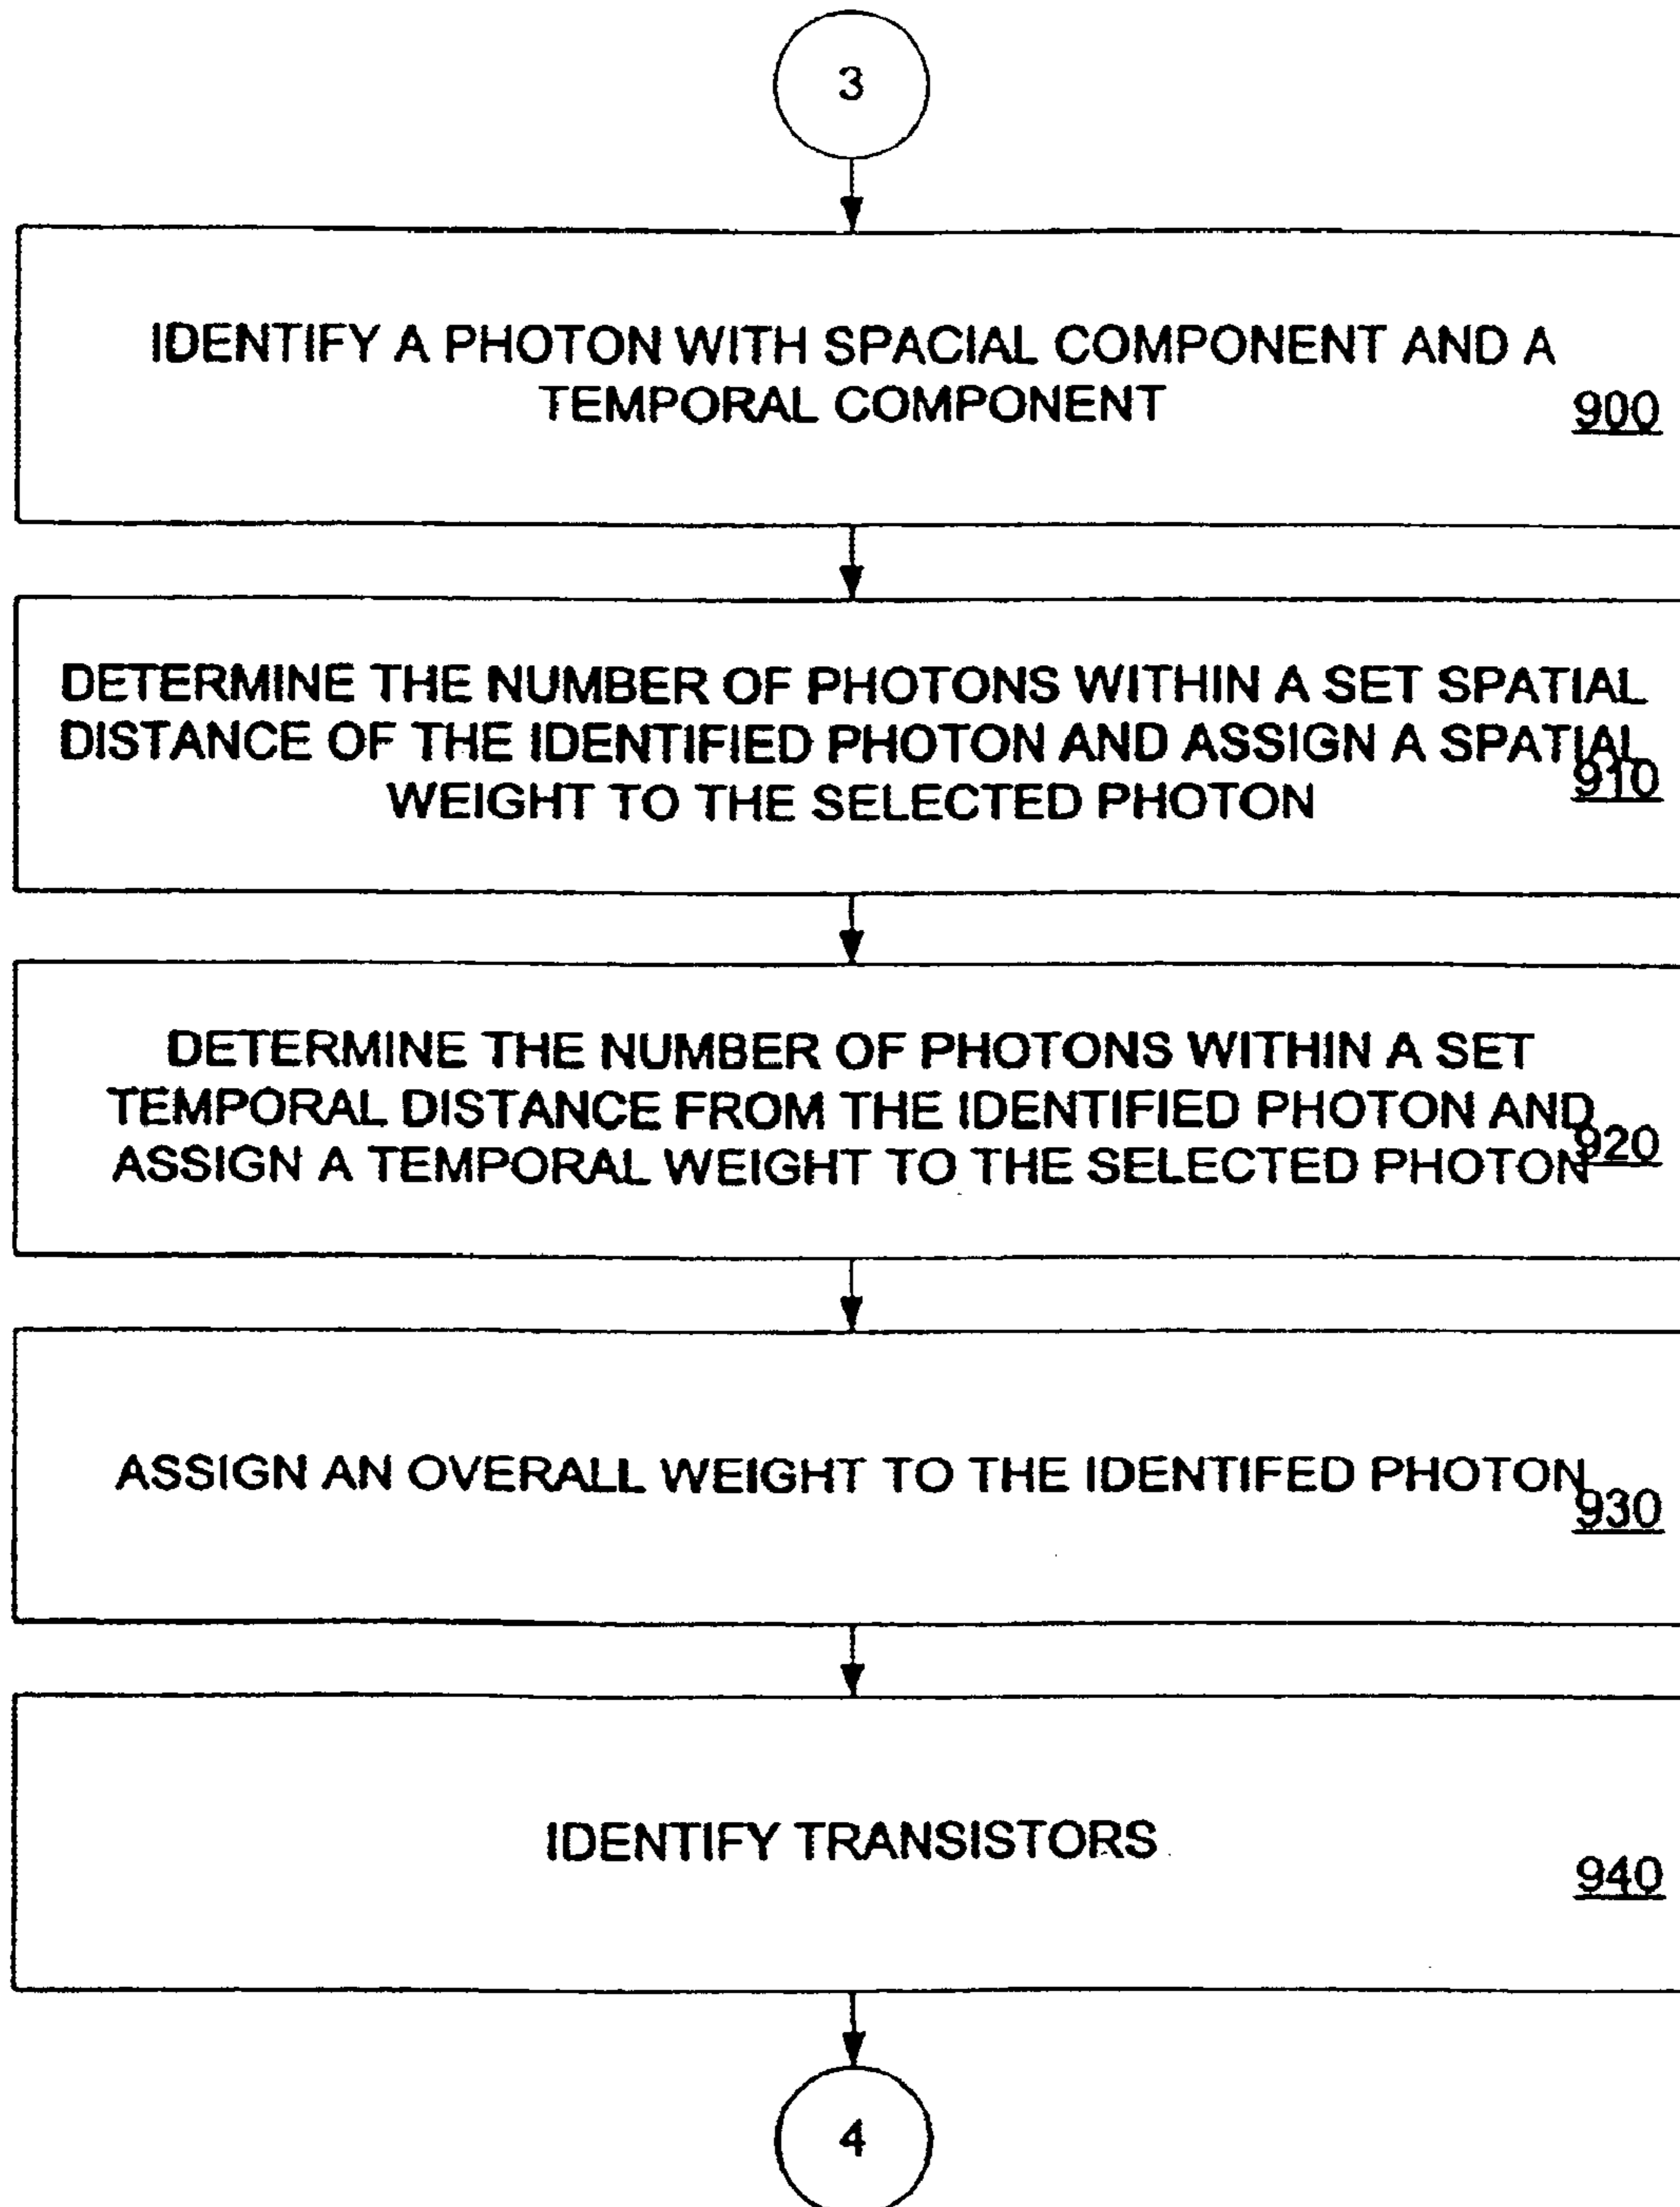 3
IDENTIFY A PHOTON WITH SPACIAL COMPONENT AND A
TEMPORAL COMPONENT
900
DETERMINE THE NUMBER OF PHOTONS WITHIN A SET SPATIAL
DISTANCE OF THE IDENTIFIED PHOTON AND ASSIGN A SPATIAL
WEIGHT TO THE SELECTED PHOTON
910
DETERMINE THE NUMBER OF PHOTONS WITHIN A SET
TEMPORAL DISTANCE FROM THE IDENTIFIED PHOTON AND
ASSIGN A TEMPORAL WEIGHT TO THE SELECTED PHOTON
920
ASSIGN AN OVERALL WEIGHT TO THE IDENTIFED PHOTON
930
IDENTIFY TRANSISTORS
940
4